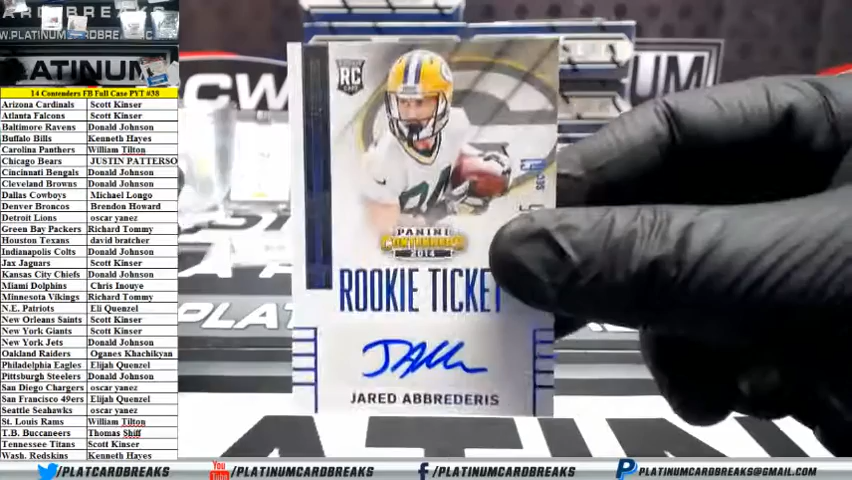 WWW.PLATINUMCARDBREAKS.
LATINUM
14 Contenders FB Full Case PYT #38
Arizona Cardinals Scott Kinser
Atlanta Falcons Scott Kinser
Baltimore Ravens Donald Johnson
Buffalo Bills Kenneth Hayes
Carolina Panthers William Tilton
Chicago Bears JUSTIN PATTERSO
Cincinnati Bengals Donald Johnson
Cleveland Browns Donald Johnson
Dallas Cowboys Michael Longo
Denver Broncos Brendon Howard
Detroit Lions oscar yanez
Green Bay Packers Richard Tommy
Houston Texans david bratcher
Indianapolis Colts Donald Johnson
Jax Jagnars Scott Kinser
Kansas City Chiefs Donald Johnson
Miami Dolphins Chris Inouye
Minnesota Vikings Richard Tommy
N.E. Patriots Eli Quenzel
New Orleans Saints Scott Kinser
New York Giants Scott Kinser
New York Jets Donald Johnson
Oakland Raiders Oganes Khachikyan
Philadelphia Eagles Elijah Quenzel
Pittsburgh Steelers Donald Johnson
San Diego Chargers oscar yanez
San Francisco 49ers Elijah Quenzel
Seattle Seahawks oscar yanez
St. Louis Rams William Tilton
T.B. Buccaneers Thomas Shiff
Tennessee Titans Scott Kinser
Wash. Redskins Kenneth Hayes
RC
PANINI
CONTENDERS
2014
ROOKIE TICKET
JARED ABBREDERIS
/PLATCARDBREAKS
You Tube /PLATINUMCARDBREAKS
/PLATINUMCARDBREAKS
PLATINUMCARDBREAKS@GMAIL.COM